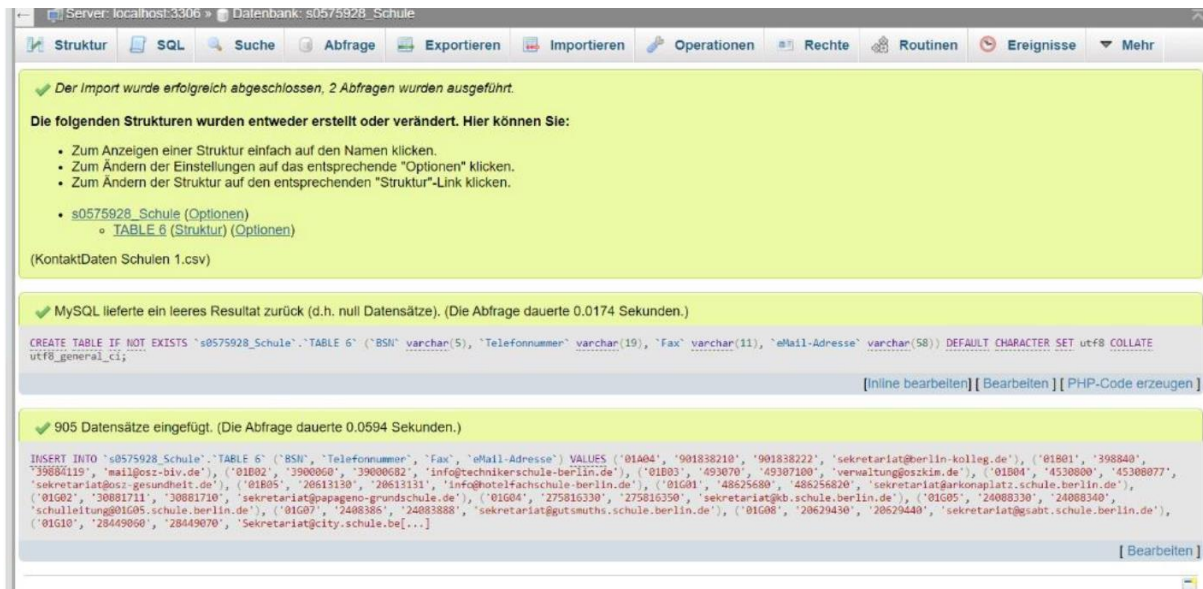 Server: localhost:3306 » Datenbank: s0575928_Schule
Struktur SQL Suche Abfrage Exportieren Importieren Operationen Rechte Routinen Ereignisse Mehr
Der Import wurde erfolgreich abgeschlossen, 2 Abfragen wurden ausgeführt.
Die folgenden Strukturen wurden entweder erstellt oder verändert. Hier können Sie:
• Zum Anzeigen einer Struktur einfach auf den Namen klicken.
• Zum Ändern der Einstellungen auf das entsprechende "Optionen" klicken.
• Zum Ändern der Struktur auf den entsprechenden "Struktur"-Link klicken.
• s0575928_Schule (Optionen)
○ TABLE 6 (Struktur) (Optionen)
(KontaktDaten Schulen 1.csv)
MySQL lieferte ein leeres Resultat zurück (d.h. null Datensätze). (Die Abfrage dauerte 0.0174 Sekunden.)
CREATE TABLE IF NOT EXISTS `s0575928_Schule`.`TABLE 6` (`BSN` varchar(5), `Telefonnummer` varchar(19), `Fax` varchar(11), `eMail-Adresse` varchar(58)) DEFAULT CHARACTER SET utf8 COLLATE
utf8_general_ci;
[Inline bearbeiten] [ Bearbeiten ] [ PHP-Code erzeugen ]
905 Datensätze eingefügt. (Die Abfrage dauerte 0.0594 Sekunden.)
INSERT INTO `s0575928_Schule`.`TABLE 6` (`BSN`, `Telefonnummer`, `Fax`, `eMail-Adresse`) VALUES ('01A04', '901838210', '901838222', 'sekretariat@berlin-kolleg.de'), ('01B01', '398840',
'39884119', 'mail@osz-biv.de'), ('01B02', '3900060', '39000682', 'info@technikerschule-berlin.de'), ('01B03', '493070', '49307100', 'verwaltung@oszkim.de'), ('01B04', '4530800', '45308077',
'sekretariat@osz-gesundheit.de'), ('01B05', '20613130', '20613131', 'info@hotelfachschule-berlin.de'), ('01G01', '48625680', '486256820', 'sekretariat@arkonaplatz.schule.berlin.de'),
('01G02', '30881711', '30881710', 'sekretariat@papageno-grundschule.de'), ('01G04', '275816330', '275816350', 'sekretariat@kb.schule.berlin.de'), ('01G05', '24088330', '24088340',
'schulleitung@01G05.schule.berlin.de'), ('01G07', '2408386', '24083888', 'sekretariat@gutsmuths.schule.berlin.de'), ('01G08', '20629430', '20629440', 'sekretariat@gsabt.schule.berlin.de'),
('01G10', '28449060', '28449070', 'Sekretariat@city.schule.be[...]
[ Bearbeiten ]